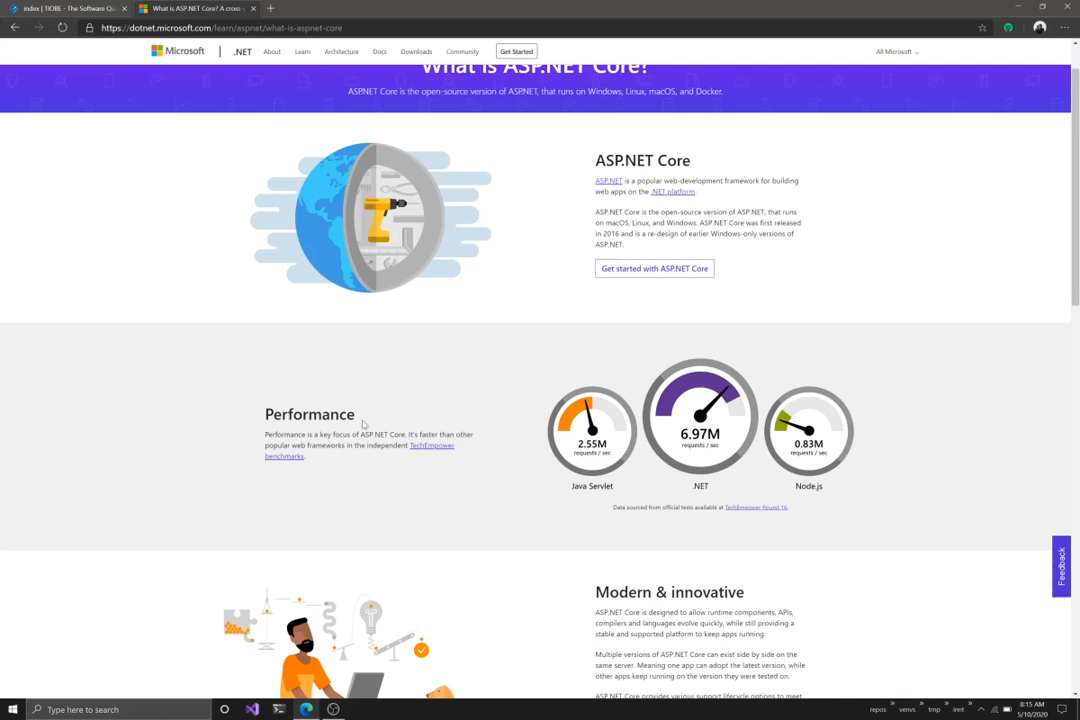 index | TIOBE - The Software Qu
What is ASP.NET Core? A cross-p
https://dotnet.microsoft.com/learn/aspnet/what-is-aspnet-core
Microsoft
.NET
About
Learn
Architecture
Docs
Downloads
Community
Get Started
All Microsoft
What is ASP.NET Core?
ASP.NET Core is the open-source version of ASP.NET, that runs on Windows, Linux, macOS, and Docker.
ASP.NET Core
ASP.NET is a popular web-development framework for building
web apps on the .NET platform.
ASP.NET Core is the open-source version of ASP.NET, that runs
on macOS, Linux, and Windows. ASP.NET Core was first released
in 2016 and is a re-design of earlier Windows-only versions of
ASP.NET.
Get started with ASP.NET Core
Performance
Performance is a key focus of ASP.NET Core. It's faster than other
popular web frameworks in the independent TechEmpower
benchmarks.
2.55M
requests / sec
Java Servlet
6.97M
requests / sec
.NET
0.83M
requests / sec
Node.js
Data sourced from official tests available at TechEmpower Round 16.
Feedback
Modern & innovative
ASP.NET Core is designed to allow runtime components, APIs,
compilers and languages evolve quickly, while still providing a
stable and supported platform to keep apps running.
Multiple versions of ASP.NET Core can exist side by side on the
same server. Meaning one app can adopt the latest version, while
other apps keep running on the version they were tested on.
ASP.NET Core provides various support lifecycle options to meet
Type here to search
repos
venvs
tmp
innt
8:15 AM
5/10/2020